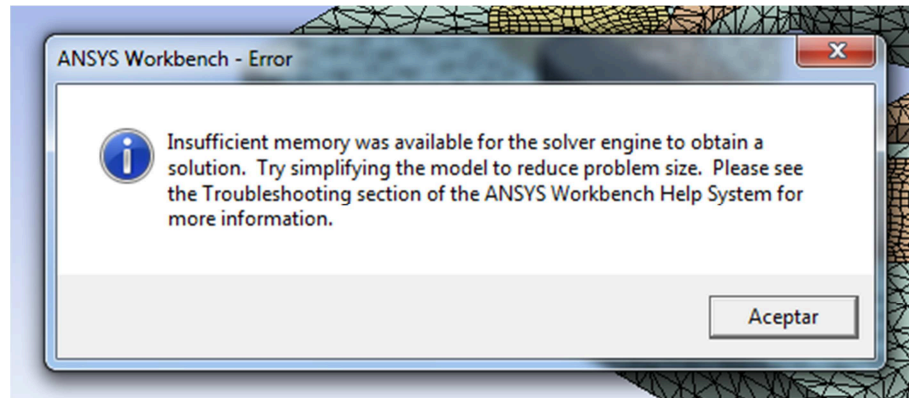 ANSYS Workbench - Error
Insufficient memory was available for the solver engine to obtain a
solution.  Try simplifying the model to reduce problem size.  Please see
the Troubleshooting section of the ANSYS Workbench Help System for
more information.
Aceptar